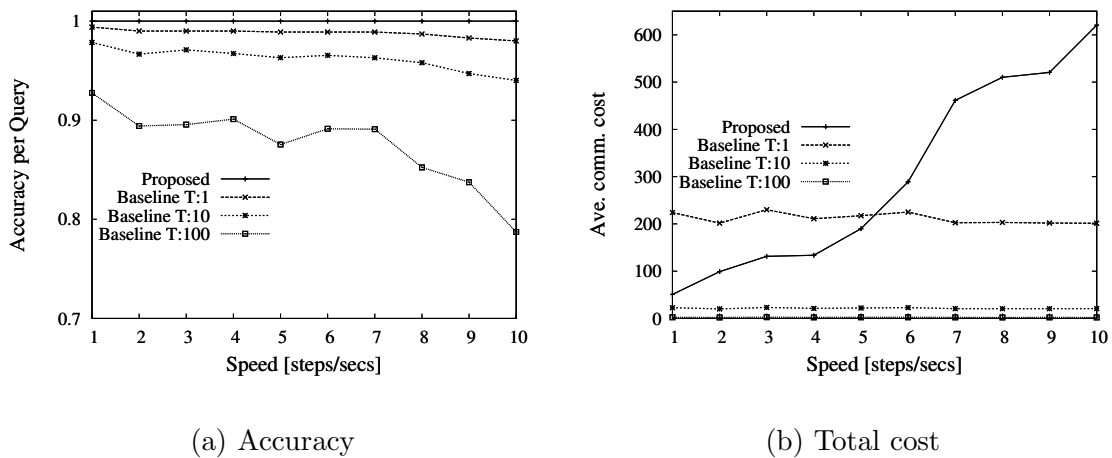 1
0.9
0.8
0.7
Accuracy per Query
Proposed
Baseline T:1
Baseline T:10
Baseline T:100
1 2 3 4 5 6 7 8 9 10
Speed [steps/secs]
(a) Accuracy
600
500
400
300
200
100
0
Ave. comm. cost
Proposed
Baseline T:1
Baseline T:10
Baseline T:100
1 2 3 4 5 6 7 8 9 10
Speed [steps/secs]
(b) Total cost